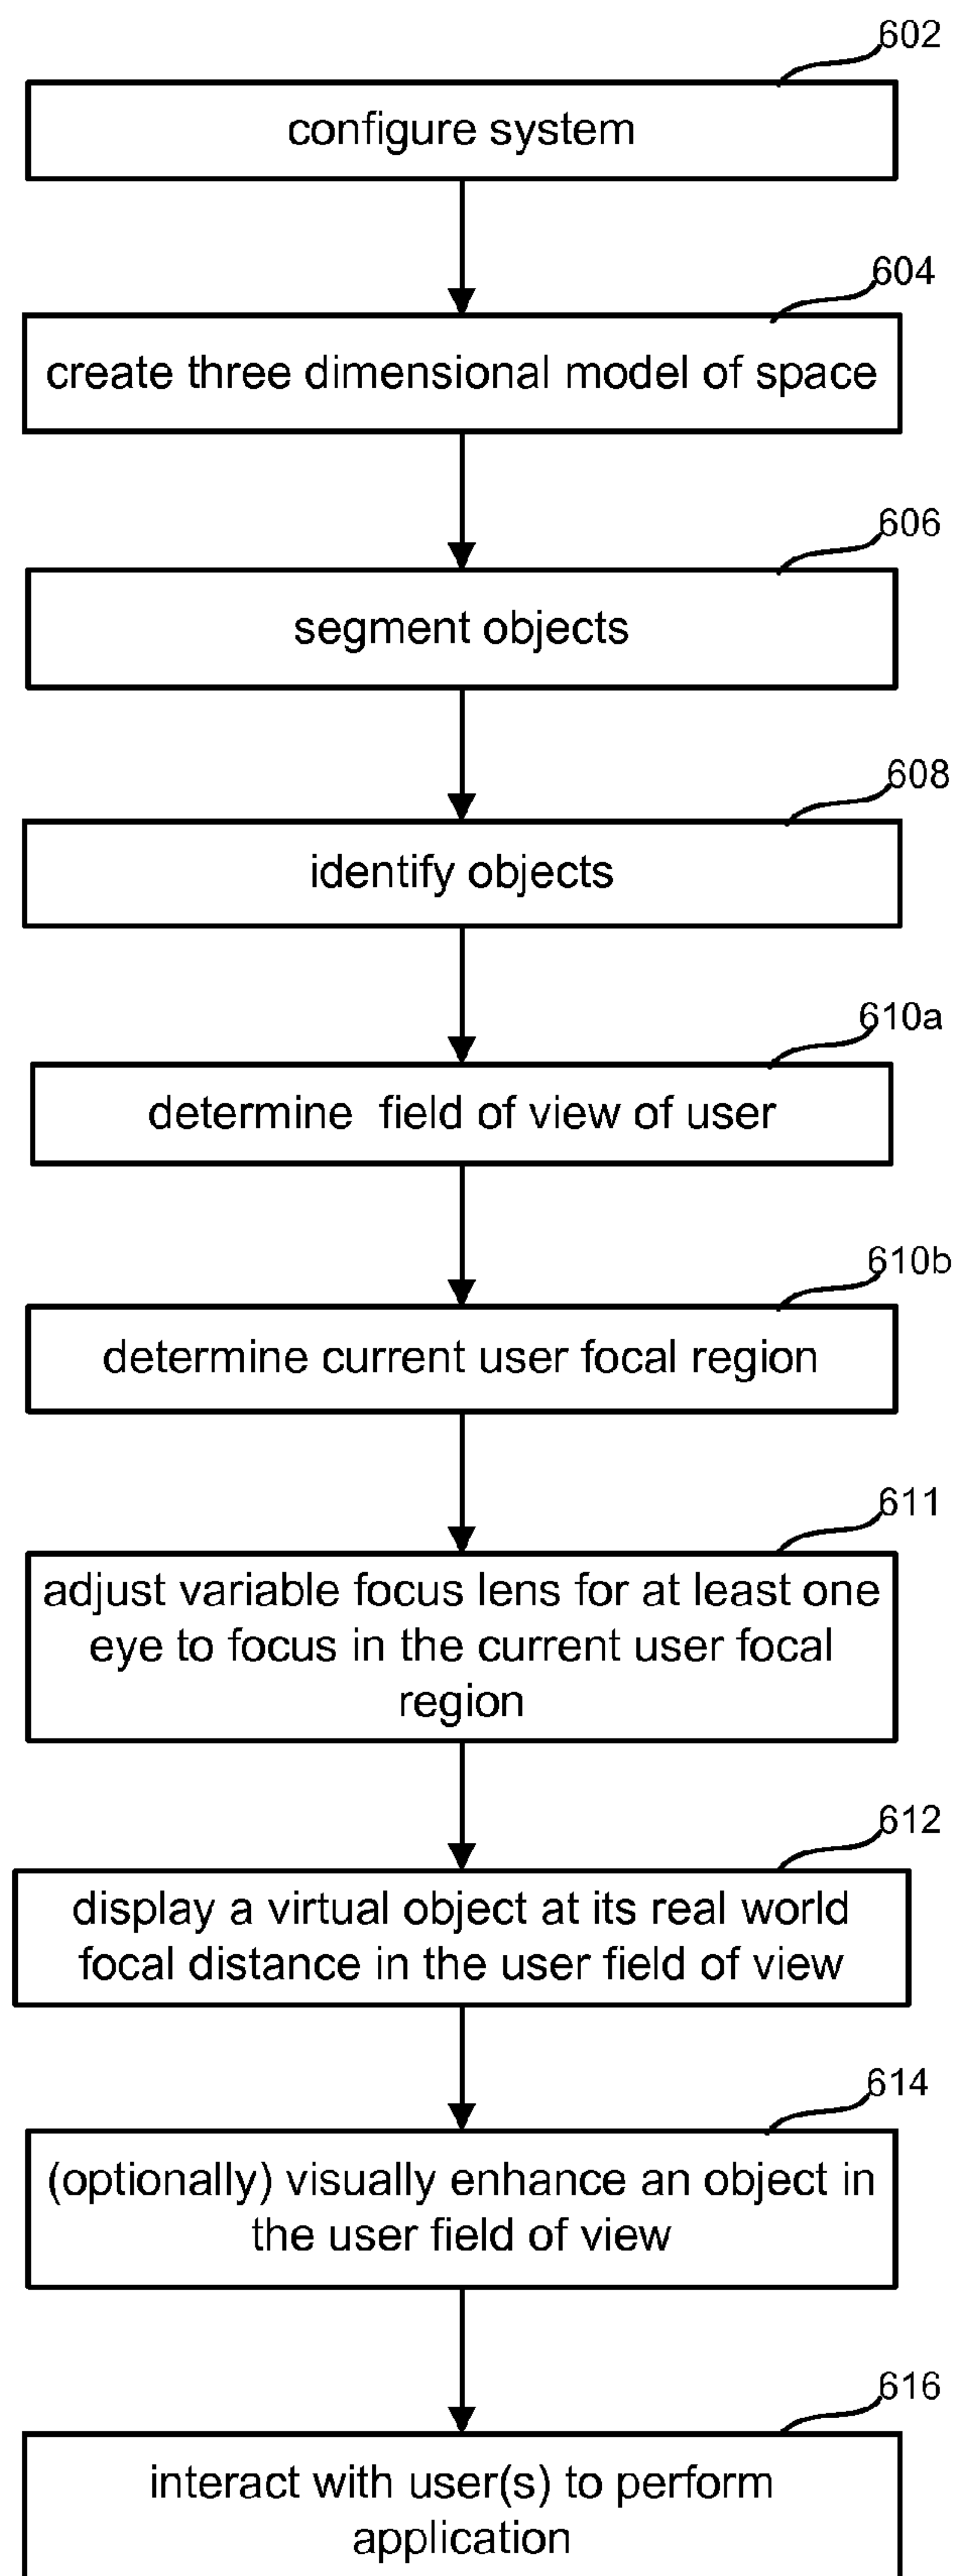 602
configure system
604
create three dimensional model of space
606
segment objects
608
identify objects
610a
determine field of view of user
610b
determine current user focal region
611
adjust variable focus lens for at least one
eye to focus in the current user focal
region
612
display a virtual object at its real world
focal distance in the user field of view
614
(optionally) visually enhance an object in
the user field of view
616
interact with user(s) to perform
application